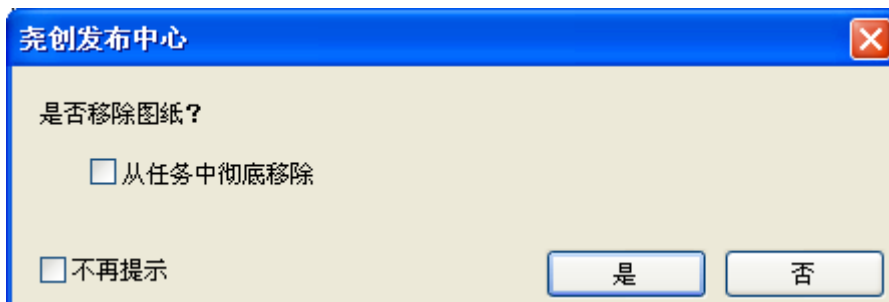 尧创发布中心
是否移除图纸?
从任务中彻底移除
不再提示
是
否